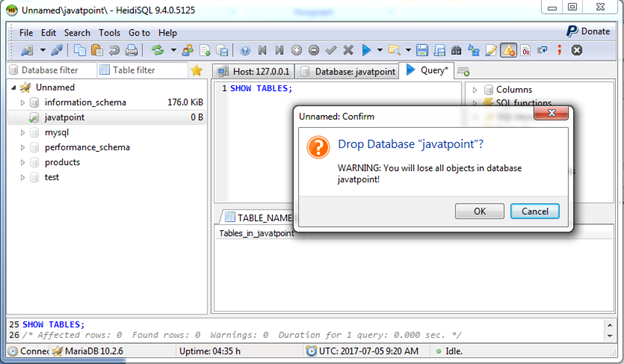 Unnamed\javatpoint\ - HeidiSQL 9.4.0.5125
File Edit Search Tools Go to Help
Donate
Database filter
Table filter
Host: 127.0.0.1
Database: javatpoint
Query*
Unnamed
information_schema 176.0 KiB
javatpoint 0 B
mysql
performance_schema
products
test
1 SHOW TABLES;
Columns
SQL functions
Unnamed: Confirm
Drop Database "javatpoint"?
WARNING: You will lose all objects in database
javatpoint!
OK
Cancel
TABLE_NAME
Tables_in_javatpoint
25 SHOW TABLES;
26 /* Affected rows: 0 Found rows: 0 Warnings: 0 Duration for 1 query: 0.000 sec. */
Connec
MariaDB 10.2.6
Uptime: 04:35 h
UTC: 2017-07-05 9:20 AM
Idle.